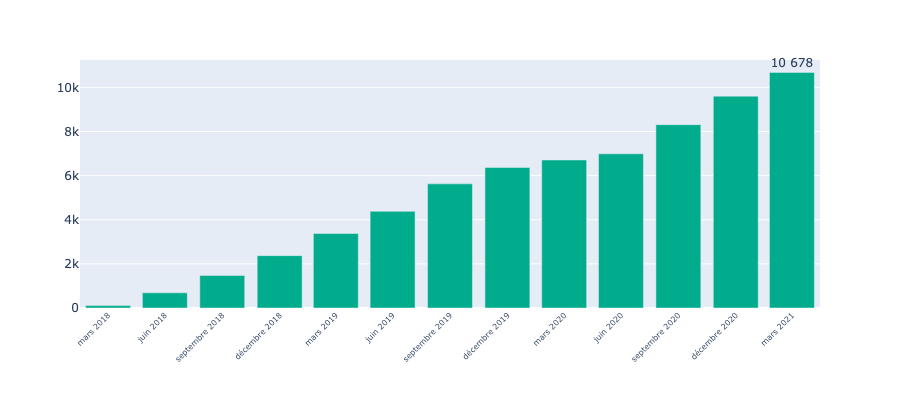 10 678
10k
8k
6k
4k
2k
0
mars 2018
juin 2018
septembre 2018
décembre 2018
mars 2019
juin 2019
septembre 2019
décembre 2019
mars 2020
juin 2020
septembre 2020
décembre 2020
mars 2021